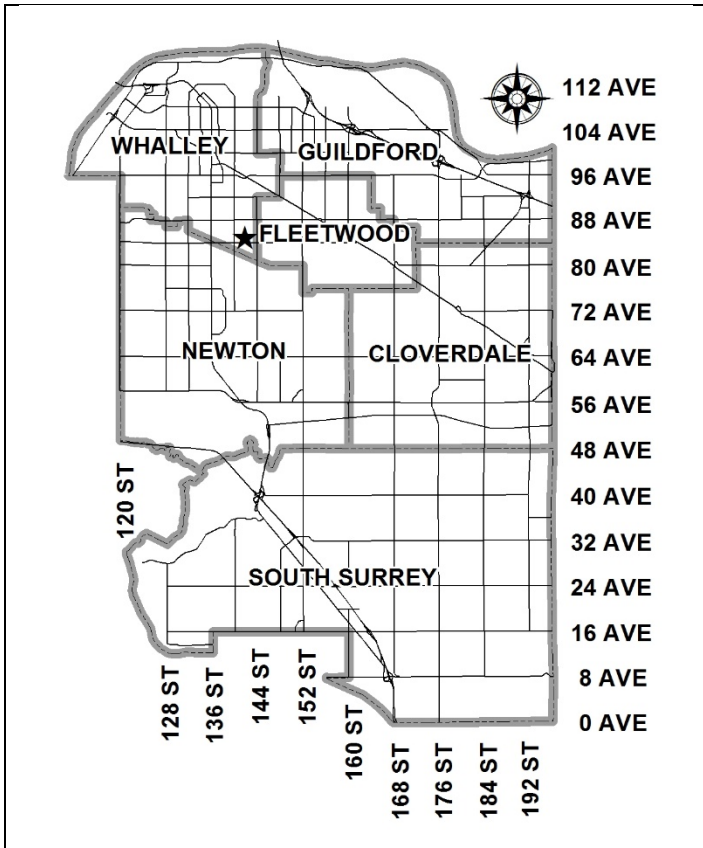 112 AVE
104 AVE
WHALLEY
GUILDFORD
96 AVE
88 AVE
FLEETWOOD
80 AVE
72 AVE
NEWTON
CLOVERDALE
64 AVE
56 AVE
48 AVE
120 ST
40 AVE
32 AVE
SOUTH SURREY
24 AVE
16 AVE
8 AVE
0 AVE
128 ST
136 ST
144 ST
152 ST
160 ST
168 ST
176 ST
184 ST
192 ST